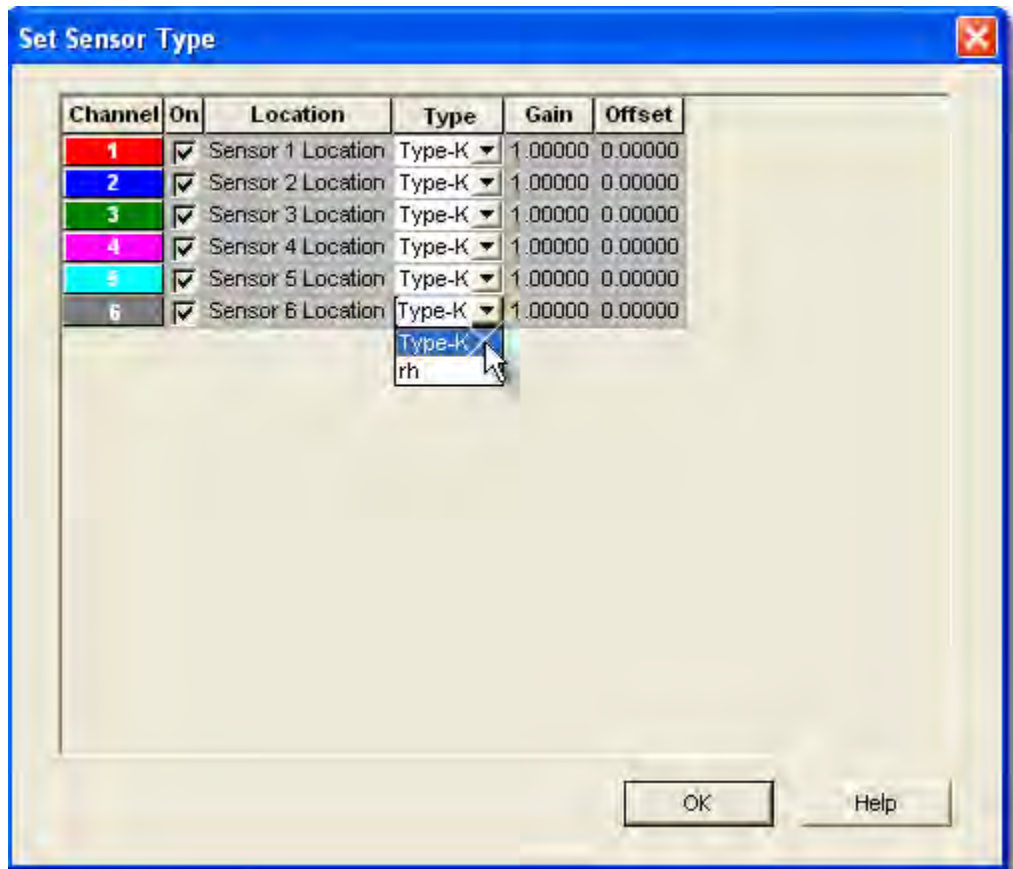 Set Sensor Type
Channel On Location Type Gain Offset
1 Sensor 1 Location Type-K 1.00000 0.00000
2 Sensor 2 Location Type-K 1.00000 0.00000
3 Sensor 3 Location Type-K 1.00000 0.00000
4 Sensor 4 Location Type-K 1.00000 0.00000
5 Sensor 5 Location Type-K 1.00000 0.00000
6 Sensor 6 Location Type-K 1.00000 0.00000
Type-K
rh
OK Help